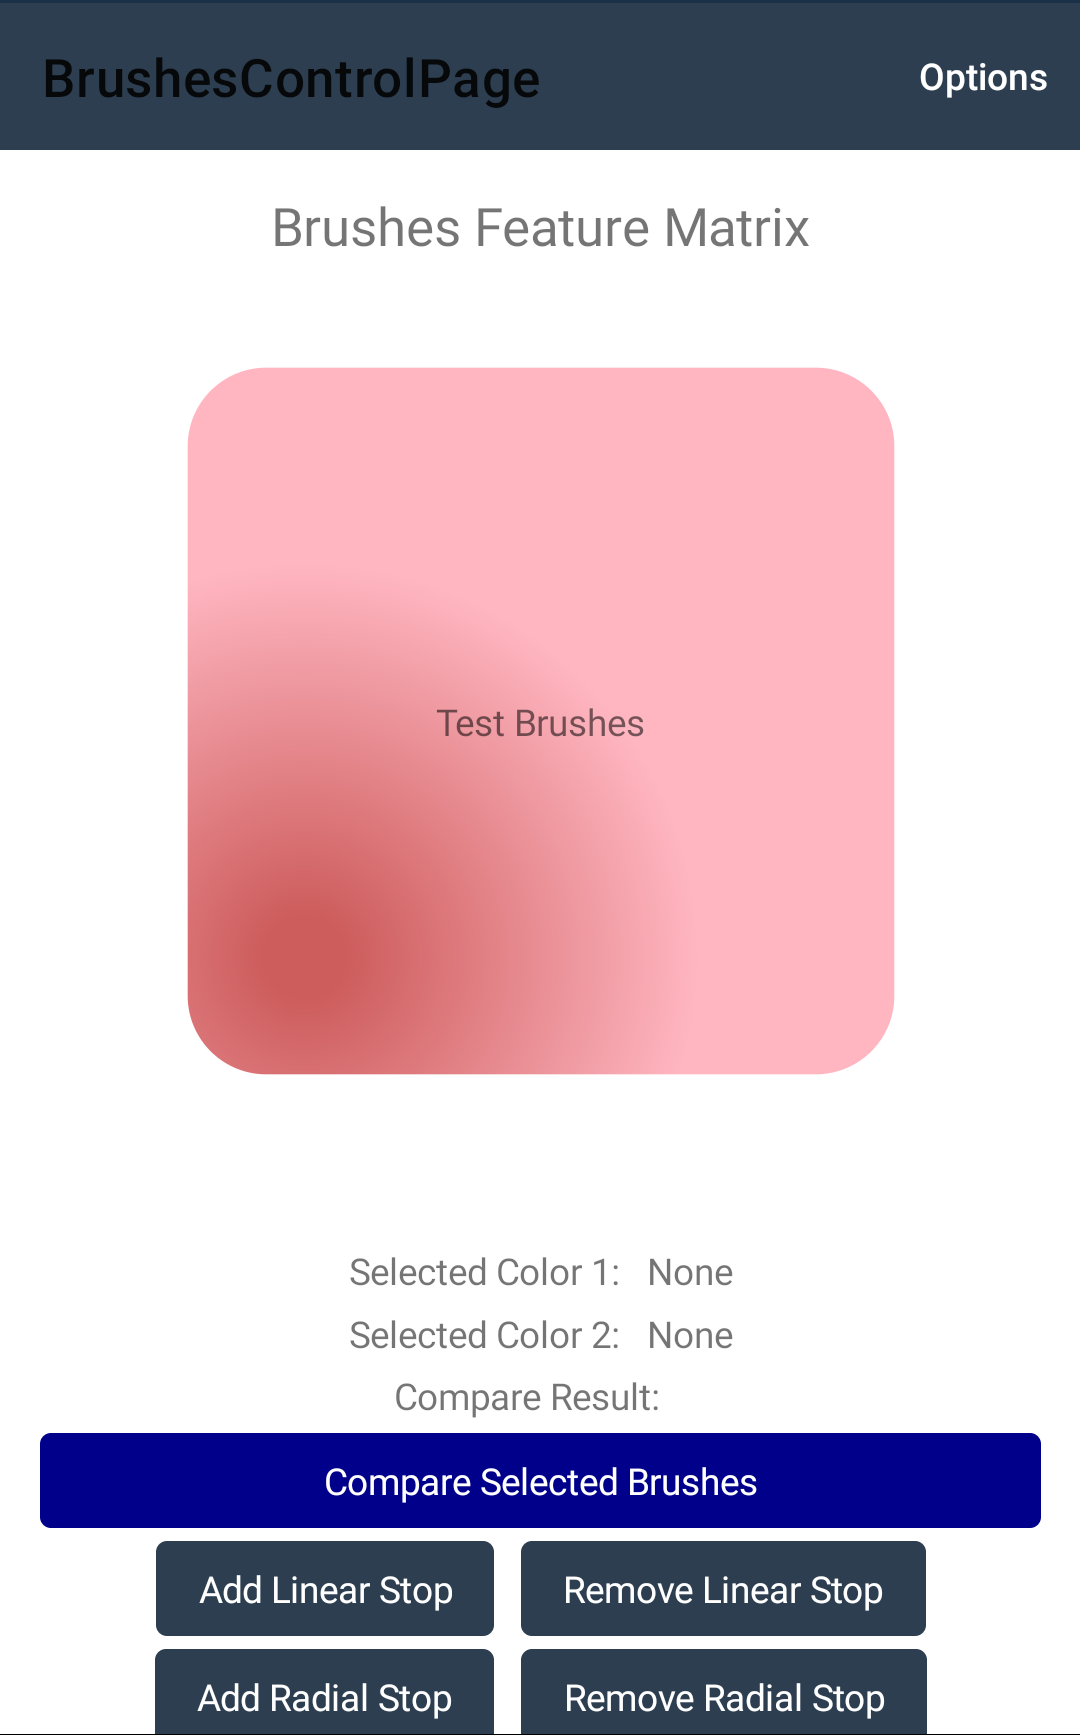 BrushesControlPage
Options
Brushes Feature Matrix
Test Brushes
Selected Color 1: None
Selected Color 2: None
Compare Result:
Compare Selected Brushes
Add Linear Stop
Remove Linear Stop
Add Radial Stop
Remove Radial Stop